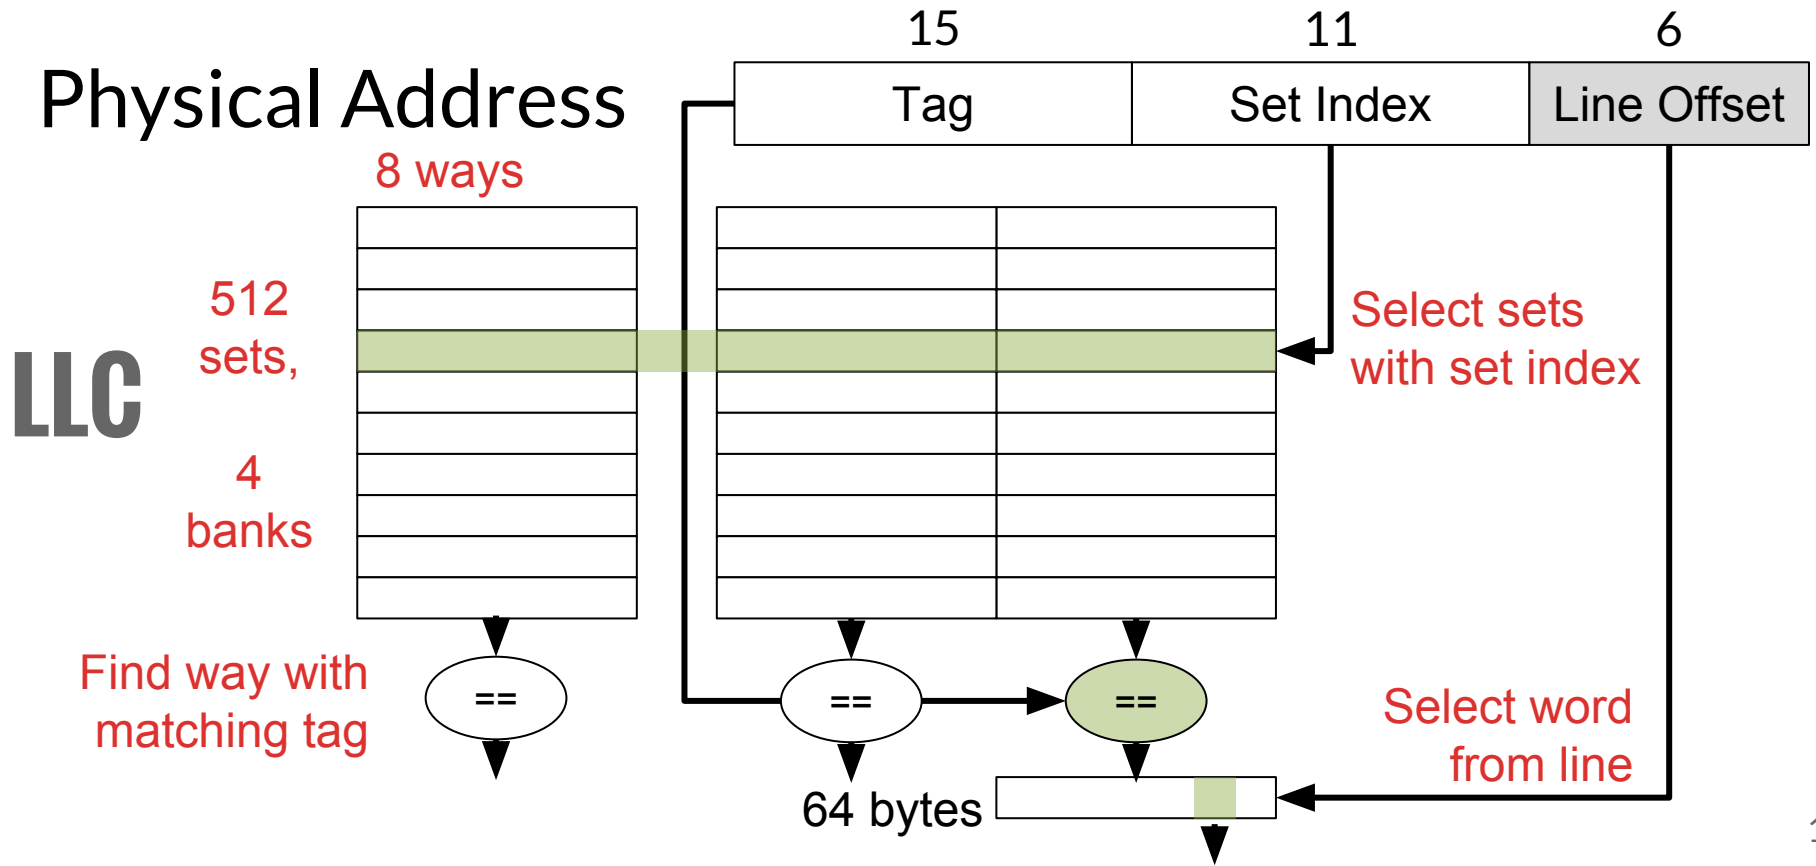 15 11 6
Physical Address
Tag Set Index Line Offset
8 ways
512
sets,
Select sets
with set index
LLC
4
banks
Find way with
matching tag
== == ==
Select word
from line
64 bytes